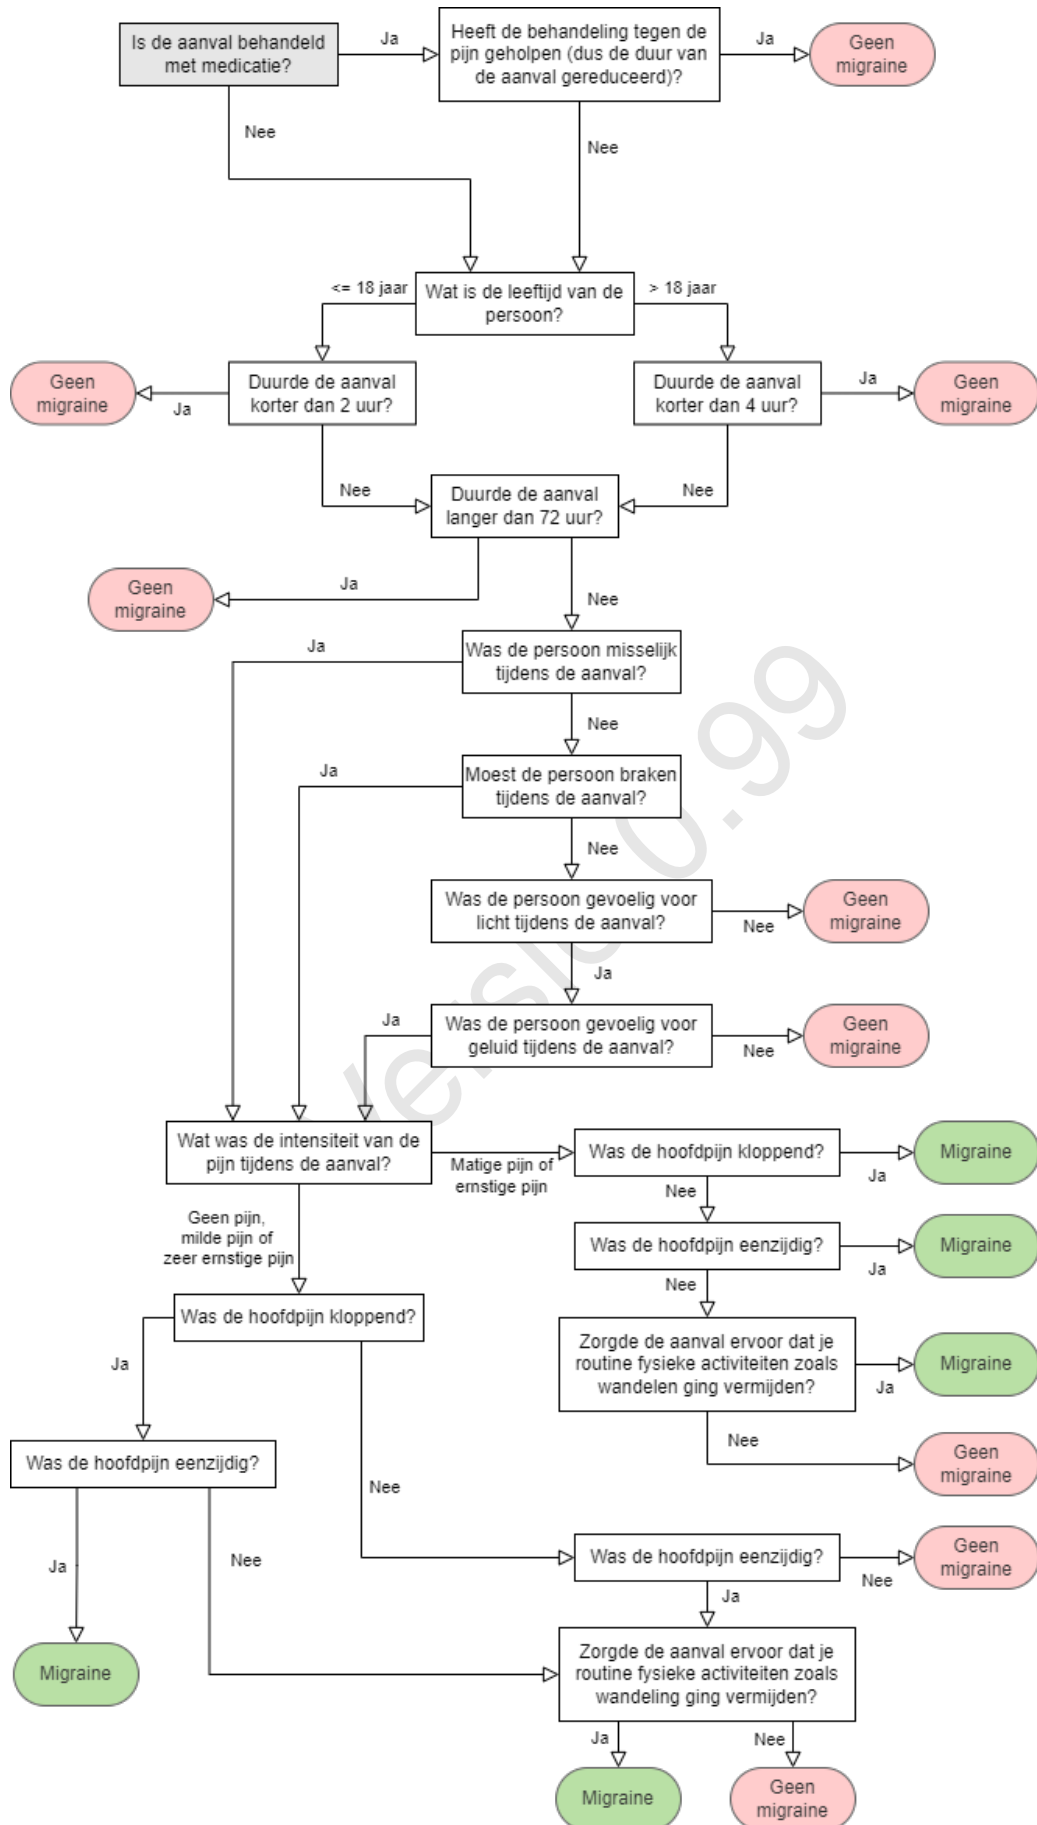 Is de aanval behandeld
met medicatie?
Ja
Heeft de behandeling tegen de
pijn geholpen (dus de duur van
de aanval gereduceerd)?
Ja
Geen
migraine
Nee
Nee
<= 18 jaar
Wat is de leeftijd van de
persoon?
> 18 jaar
Geen
migraine
Ja
Duurde de aanval
korter dan 2 uur?
Duurde de aanval
korter dan 4 uur?
Ja
Geen
migraine
Nee
Duurde de aanval
langer dan 72 uur?
Nee
Geen
migraine
Ja
Nee
Ja
Was de persoon misselijk
tijdens de aanval?
Nee
Ja
Moest de persoon braken
tijdens de aanval?
Nee
Was de persoon gevoelig voor
licht tijdens de aanval?
Nee
Geen
migraine
Ja
Ja
Was de persoon gevoelig voor
geluid tijdens de aanval?
Nee
Geen
migraine
Versie 0.99
Wat was de intensiteit van de
pijn tijdens de aanval?
Matige pijn of
ernstige pijn
Was de hoofdpijn kloppend?
Ja
Migraine
Nee
Geen pijn,
milde pijn of
zeer ernstige pijn
Was de hoofdpijn eenzijdig?
Ja
Migraine
Nee
Was de hoofdpijn kloppend?
Zorgde de aanval ervoor dat je
routine fysieke activiteiten zoals
wandelen ging vermijden?
Ja
Migraine
Ja
Nee
Geen
migraine
Was de hoofdpijn eenzijdig?
Nee
Was de hoofdpijn eenzijdig?
Nee
Geen
migraine
Ja
Nee
Ja
Migraine
Zorgde de aanval ervoor dat je
routine fysieke activiteiten zoals
wandeling ging vermijden?
Ja
Nee
Migraine
Geen
migraine